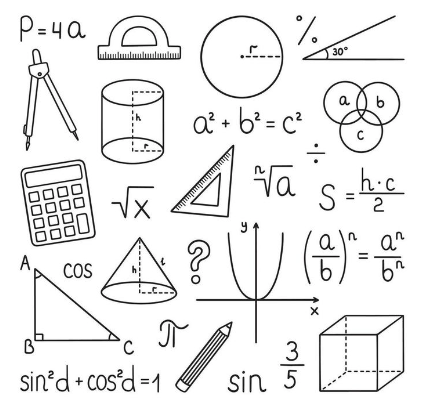 P = 4a
r
%
30°
h
r
a² + b² = c²
a b
c
÷
√x
ⁿ√a
S = h·c/2
A
B
C
cos
h
l
r
?
y
x
(a/b)ⁿ = aⁿ/bⁿ
π
sin²d + cos²d = 1
sin
3/5